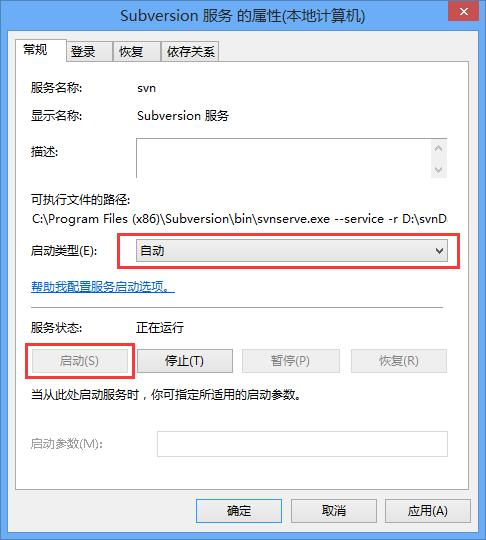 Subversion 服务 的属性(本地计算机)
常规 登录 恢复 依存关系
服务名称: svn
显示名称: Subversion 服务
描述:
可执行文件的路径:
C:\Program Files (x86)\Subversion\bin\svnserve.exe --service -r D:\svnD
启动类型(E): 自动
帮助我配置服务启动选项。
服务状态: 正在运行
启动(S) 停止(T) 暂停(P) 恢复(R)
当从此处启动服务时，你可指定所适用的启动参数。
启动参数(M):
确定 取消 应用(A)